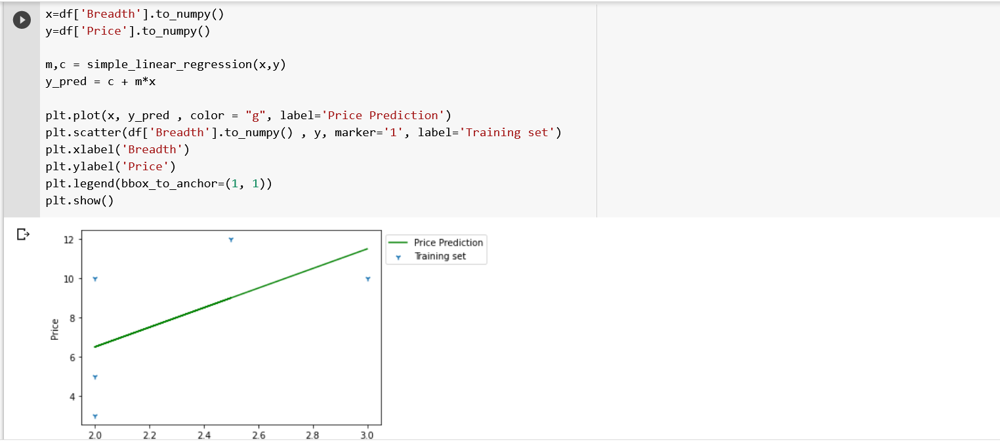 x=df['Breadth'].to_numpy()
y=df['Price'].to_numpy()
m,c = simple_linear_regression(x,y)
y_pred = c + m*x
plt.plot(x, y_pred , color = "g", label='Price Prediction')
plt.scatter(df['Breadth'].to_numpy() , y, marker='1', label='Training set')
plt.xlabel('Breadth')
plt.ylabel('Price')
plt.legend(bbox_to_anchor=(1, 1))
plt.show()
Price Prediction
Training set
12
10
8
6
4
Price
2.0 2.2 2.4 2.6 2.8 3.0